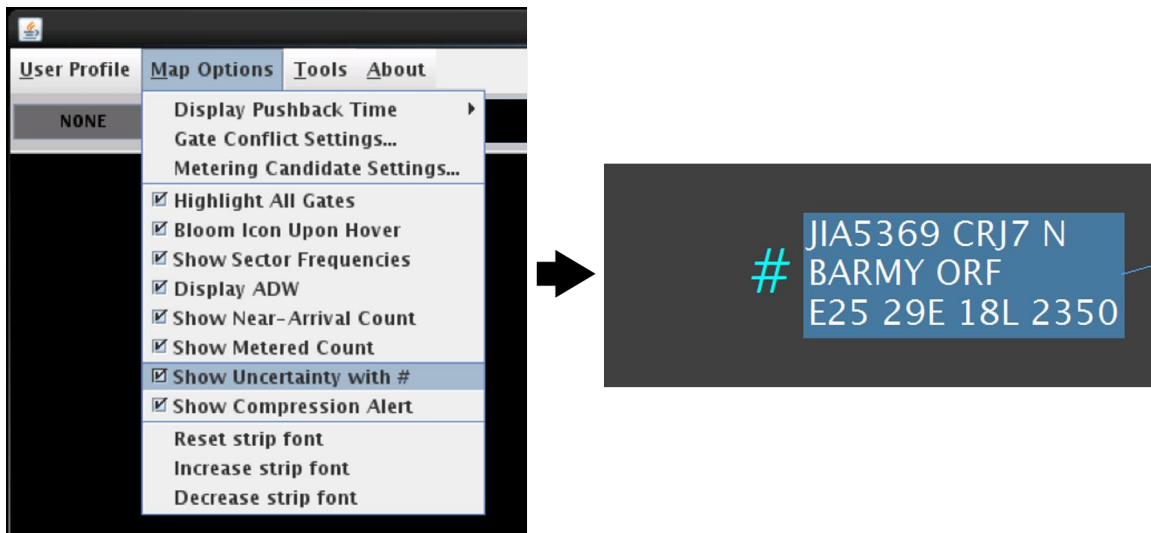 User Profile Map Options Tools About
NONE
Display Pushback Time
Gate Conflict Settings...
Metering Candidate Settings...
Highlight All Gates
Bloom Icon Upon Hover
Show Sector Frequencies
Display ADW
Show Near-Arrival Count
Show Metered Count
Show Uncertainty with #
Show Compression Alert
Reset strip font
Increase strip font
Decrease strip font
JIA5369 CRJ7 N
# BARMY ORF
E25 29E 18L 2350